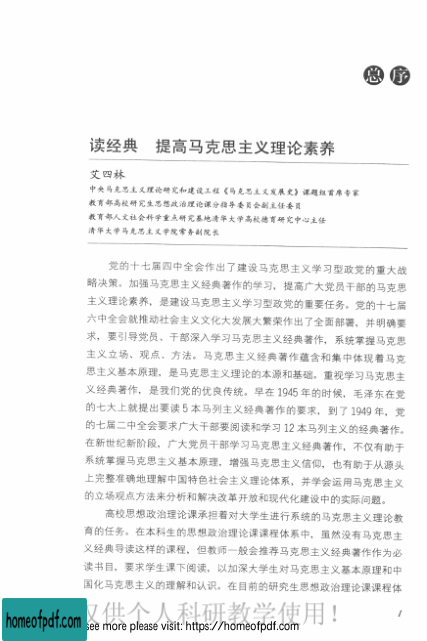 总序
读经典 提高马克思主义理论素养
艾四林
中央马克思主义理论研究和建设工程《马克思主义发展史》课题组首席专家
教育部高校研究生思想政治理论课分指导委员会副主任委员
教育部人文社会科学重点研究基地清华大学高校德育研究中心主任
清华大学马克思主义学院常务副院长
党的十七届四中全会作出了建设马克思主义学习型政党的重大战
略决策。加强马克思主义经典著作的学习，提高广大党员干部的马克思
主义理论素养，是建设马克思主义学习型政党的重要任务。党的十七届
六中全会就推动社会主义文化大发展大繁荣作出了全面部署，并明确要
求，要引导党员、干部深入学习马克思主义经典著作，系统掌握马克思
主义立场、观点、方法。马克思主义经典著作蕴含和集中体现着马克
思主义基本原理，是马克思主义理论的本源和基础。重视学习马克思主
义经典著作，是我们党的优良传统。早在1945年的时候，毛泽东在党
的七大上就提出要读5本马列主义经典著作的要求，到了1949年，党
的七届二中全会要求广大干部要阅读和学习12本马列主义的经典著作。
在新世纪新阶段，广大党员干部学习马克思主义经典著作，不仅有助于
系统掌握马克思主义基本原理，增强马克思主义信仰，也有助于从源头
上完整准确地理解中国特色社会主义理论体系，并学会运用马克思主义
的立场观点方法来分析和解决改革开放和现代化建设中的实际问题。
高校思想政治理论课承担着对大学生进行系统的马克思主义理论教
育的任务。在本科生的思想政治理论课课程体系中，虽然没有马克思主
义经典导读这样的课程，但教师一般会推荐马克思主义经典著作作为必
读书目，要求学生课下阅读，以加深大学生对马克思主义基本原理和中
国化马克思主义的理解和认识。在目前的研究生思想政治理论课课程体
仅供个人科研教学使用！
1
homeofpdf.com
see more please visit: https://homeofpdf.com